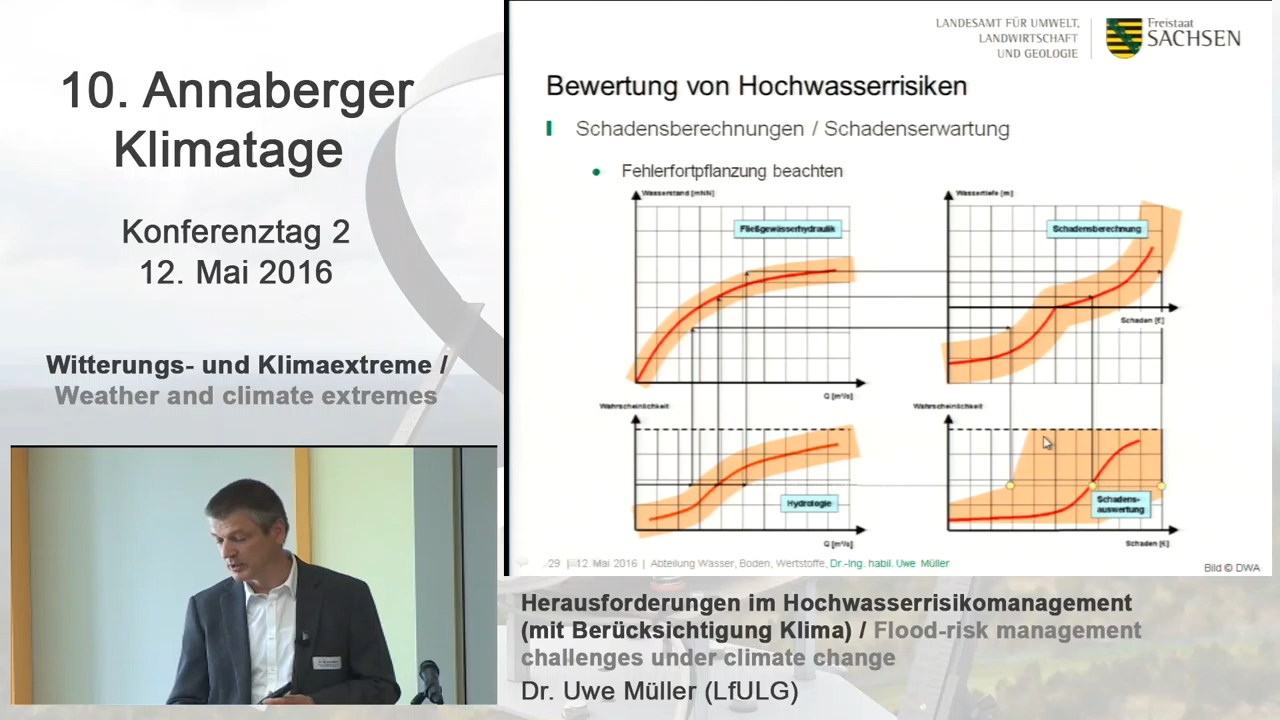 10. Annaberger
Klimatage
Konferenztag 2
12. Mai 2016
Witterungs- und Klimaextreme /
Weather and climate extremes
LANDESAMT FÜR UMWELT,
LANDWIRTSCHAFT
UND GEOLOGIE
Freistaat
SACHSEN
Bewertung von Hochwasserrisiken
Schadensberechnungen / Schadenserwartung
Fehlerfortpflanzung beachten
Wasserstand [mNN]
Fließgewässerhydraulik
Q [m³/s]
Wassertiefe [m]
Schadensberechnung
Schaden [€]
Wahrscheinlichkeit
Hydrologie
Q [m³/s]
Wahrscheinlichkeit
Schadens-
auswertung
Schaden [€]
29 | 12. Mai 2016 | Abteilung Wasser, Boden, Wertstoffe, Dr.-Ing. habil. Uwe Müller
Bild © DWA
Herausforderungen im Hochwasserrisikomanagement
(mit Berücksichtigung Klima) / Flood-risk management
challenges under climate change
Dr. Uwe Müller (LfULG)